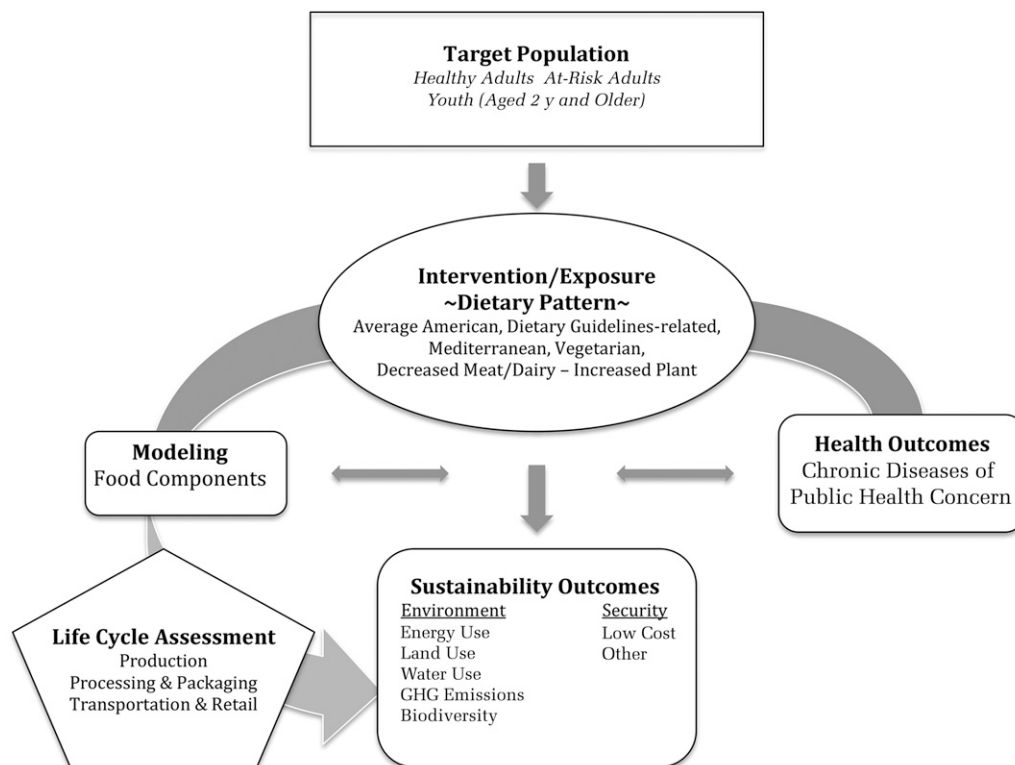 Target Population
Healthy Adults  At-Risk Adults
Youth (Aged 2 y and Older)
Intervention/Exposure
~Dietary Pattern~
Average American, Dietary Guidelines-related,
Mediterranean, Vegetarian,
Decreased Meat/Dairy – Increased Plant
Modeling
Food Components
Health Outcomes
Chronic Diseases of
Public Health Concern
Life Cycle Assessment
Production
Processing & Packaging
Transportation & Retail
Sustainability Outcomes
Environment
Energy Use
Land Use
Water Use
GHG Emissions
Biodiversity
Security
Low Cost
Other